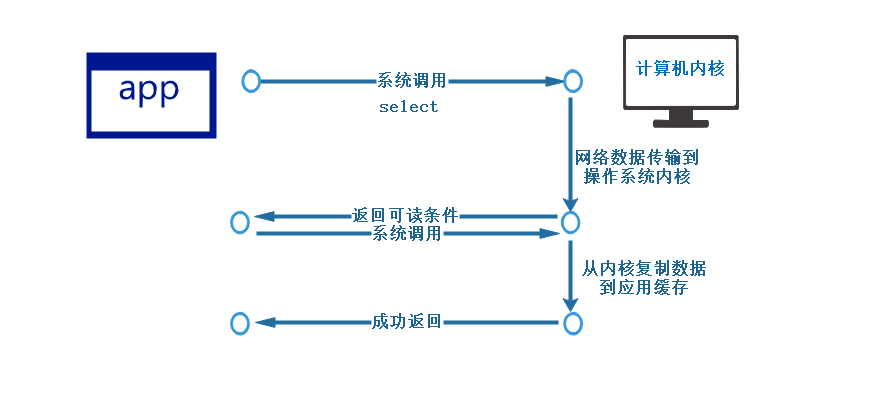 app
系统调用
select
计算机内核
网络数据传输到
操作系统内核
返回可读条件
系统调用
从内核复制数据
到应用缓存
成功返回